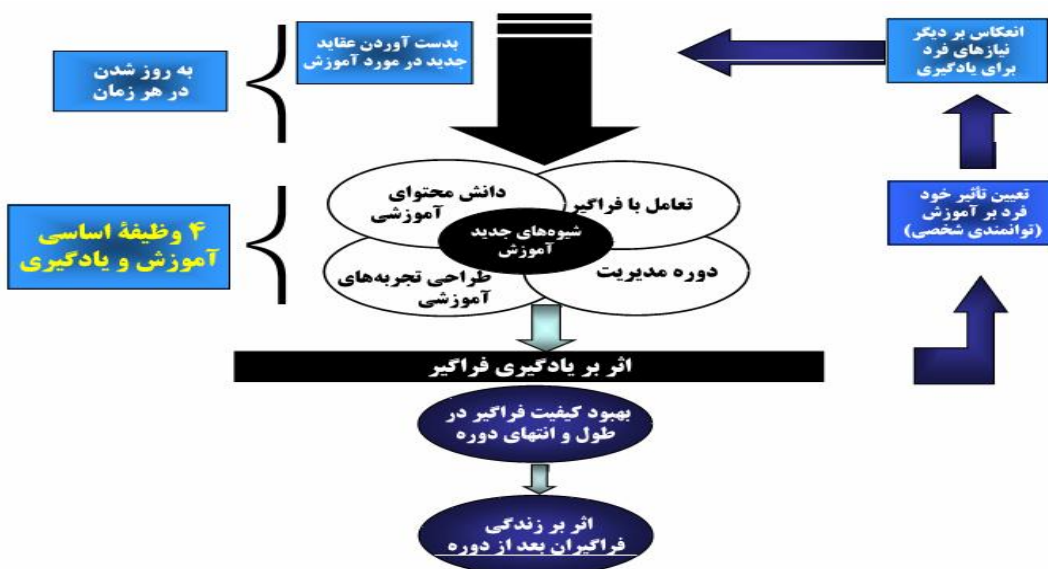 انعکاس بر دیگر
نیازهای فرد
برای یادگیری
بدست آوردن عقاید
جدید در مورد آموزش
به روز شدن
در هر زمان
تعیین تأثیر خود
فرد بر آموزش
(توانمندی شخصی)
تعامل با فراگیر
دانش محتوای
آموزشی
شیوه‌های جدید
آموزش
۴ وظیفهٔ اساسی
آموزش و یادگیری
دوره مدیریت
طراحی تجربه‌های
آموزشی
اثر بر یادگیری فراگیر
بهبود کیفیت فراگیر در
طول و انتهای دوره
اثر بر زندگی
فراگیران بعد از دوره